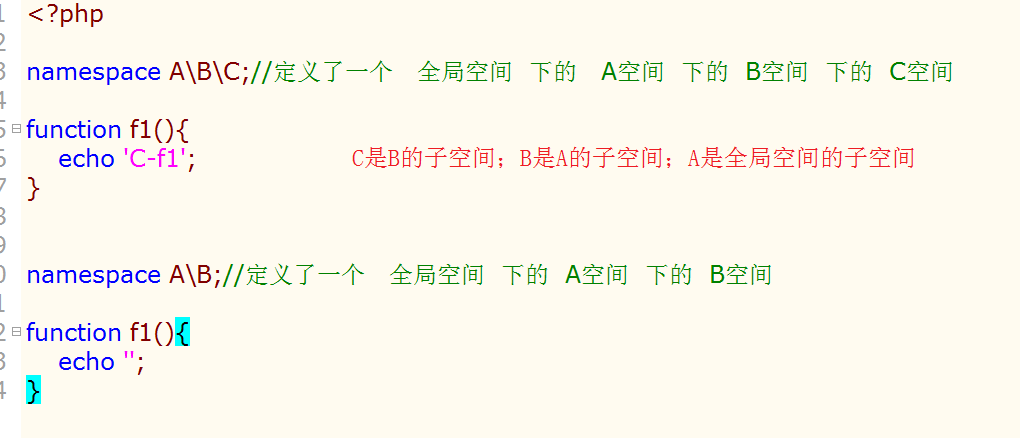 1 <?php
2
3 namespace A\B\C;//定义了一个 全局空间 下的 A空间 下的 B空间 下的 C空间
4
5 function f1(){
6 echo 'C-f1'; C是B的子空间；B是A的子空间；A是全局空间的子空间
7 }
8
9
0 namespace A\B;//定义了一个 全局空间 下的 A空间 下的 B空间
1
2 function f1(){
3 echo '';
4 }